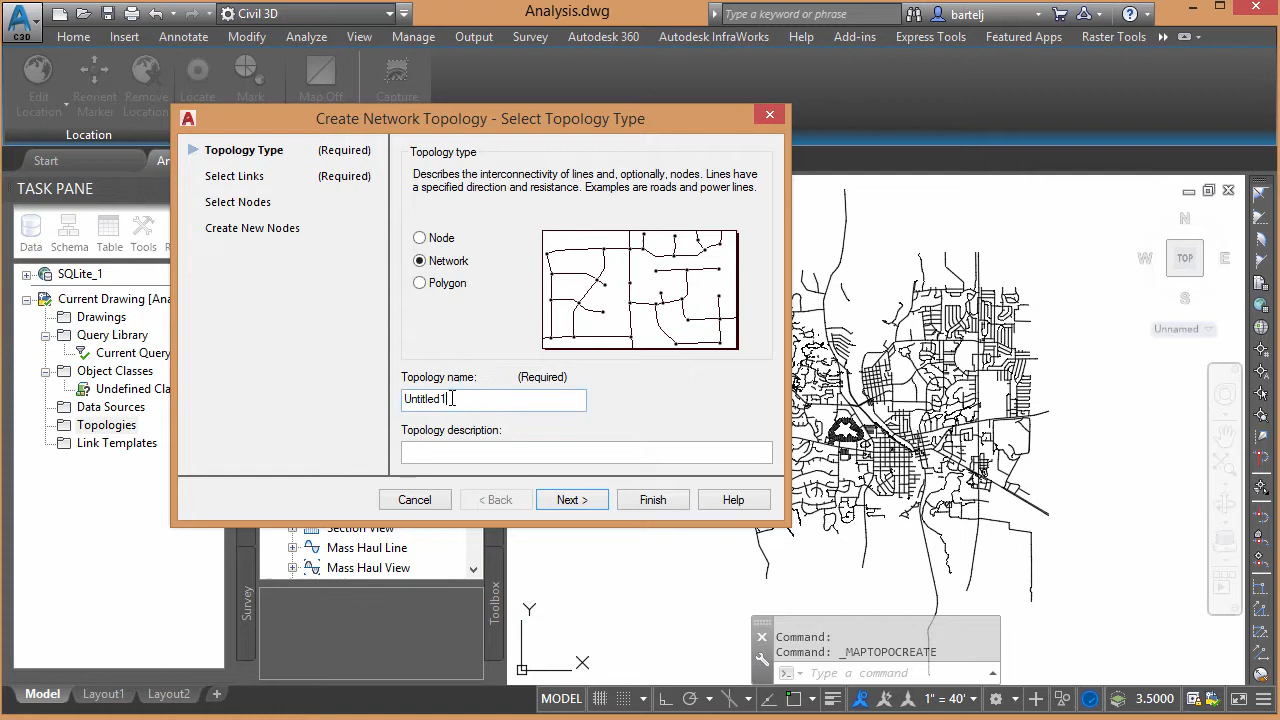 Civil 3D
Analysis.dwg
Type a keyword or phrase
bartelj
C3D
Home Insert Annotate Modify Analyze View Manage Output Survey Autodesk 360 Autodesk InfraWorks Help Add-ins Express Tools Featured Apps Raster Tools
Edit Location
Reorient Marker
Remove Location
Locate
Mark
Map Off
Capture
Location
Create Network Topology - Select Topology Type
Start
TASK PANE
Data Schema Table Tools
SQLite_1
Current Drawing [Ana
Drawings
Query Library
Current Query
Object Classes
Undefined Cla
Data Sources
Topologies
Link Templates
Topology Type (Required)
Select Links (Required)
Select Nodes
Create New Nodes
Topology type
Describes the interconnectivity of lines and, optionally, nodes. Lines have
a specified direction and resistance. Examples are roads and power lines.
Node
Network
Polygon
Topology name: (Required)
Untitled1
Topology description:
Cancel < Back Next > Finish Help
Section View
Mass Haul Line
Mass Haul View
Survey
Toolbox
N
W TOP E
S
Unnamed
Y
X
Command:
Command: _MAPTOPOCREATE
Type a command
Model Layout1 Layout2 +
MODEL
1" = 40'
3.5000